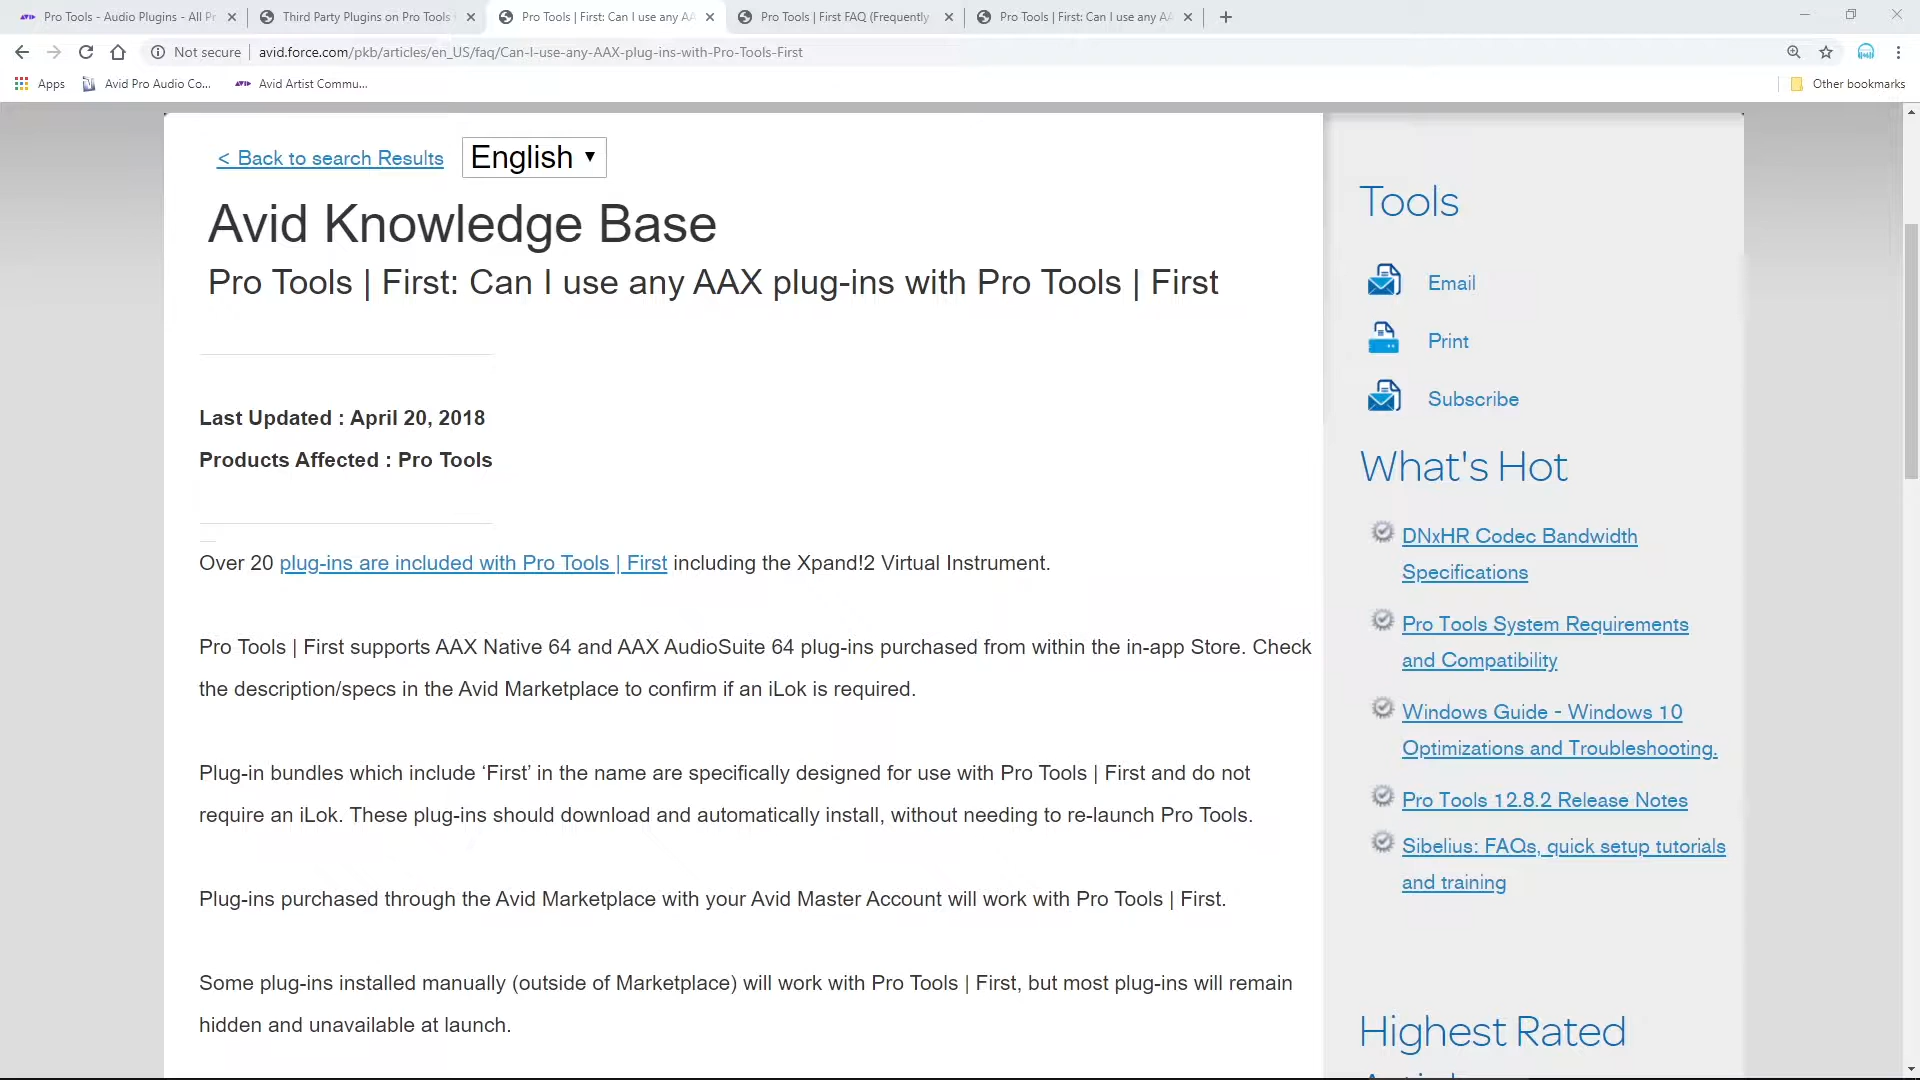 Pro Tools - Audio Plugins - All P
Third Party Plugins on Pro Tools
Pro Tools | First: Can I use any AA
Pro Tools | First FAQ (Frequently
Pro Tools | First: Can I use any AA
Not secure
avid.force.com/pkb/articles/en_US/faq/Can-I-use-any-AAX-plug-ins-with-Pro-Tools-First
Apps
Avid Pro Audio Co...
Avid Artist Commu...
Other bookmarks
< Back to search Results
English
Avid Knowledge Base
Pro Tools | First: Can I use any AAX plug-ins with Pro Tools | First
Last Updated : April 20, 2018
Products Affected : Pro Tools
Over 20 plug-ins are included with Pro Tools | First including the Xpand!2 Virtual Instrument.
Pro Tools | First supports AAX Native 64 and AAX AudioSuite 64 plug-ins purchased from within the in-app Store. Check
the description/specs in the Avid Marketplace to confirm if an iLok is required.
Plug-in bundles which include ‘First’ in the name are specifically designed for use with Pro Tools | First and do not
require an iLok. These plug-ins should download and automatically install, without needing to re-launch Pro Tools.
Plug-ins purchased through the Avid Marketplace with your Avid Master Account will work with Pro Tools | First.
Some plug-ins installed manually (outside of Marketplace) will work with Pro Tools | First, but most plug-ins will remain
hidden and unavailable at launch.
Tools
Email
Print
Subscribe
What's Hot
DNxHR Codec Bandwidth
Specifications
Pro Tools System Requirements
and Compatibility
Windows Guide - Windows 10
Optimizations and Troubleshooting.
Pro Tools 12.8.2 Release Notes
Sibelius: FAQs, quick setup tutorials
and training
Highest Rated